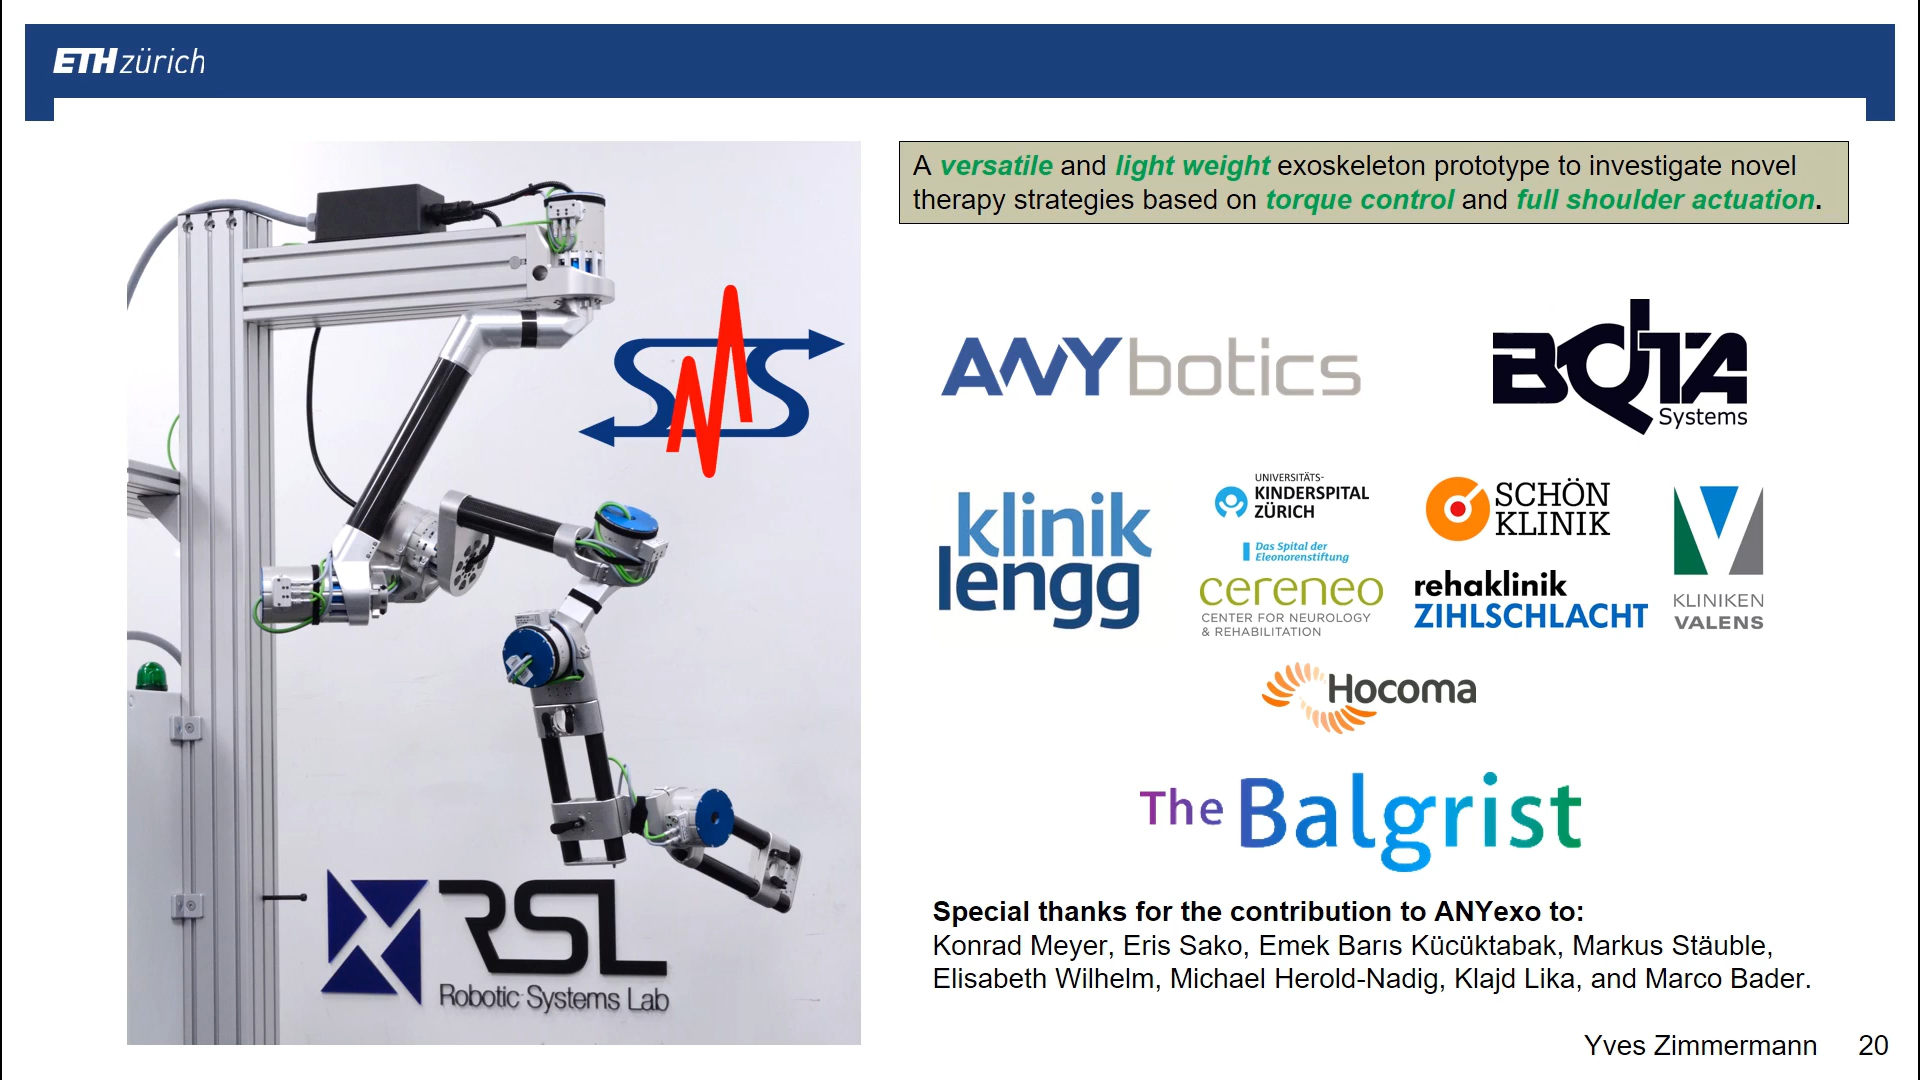 ETH zürich
A versatile and light weight exoskeleton prototype to investigate novel
therapy strategies based on torque control and full shoulder actuation.
SMS
ANYbotics
BOTA
Systems
klinik
lengg
UNIVERSITÄTS-
KINDERSPITAL
ZÜRICH
Das Spital der
Eleonorenstiftung
SCHÖN
KLINIK
cereneo
CENTER FOR NEUROLOGY
& REHABILITATION
rehaklinik
ZIHLSCHLACHT
KLINIKEN
VALENS
Hocoma
The Balgrist
RSL
Robotic Systems Lab
Special thanks for the contribution to ANYexo to:
Konrad Meyer, Eris Sako, Emek Barıs Kücüktabak, Markus Stäuble,
Elisabeth Wilhelm, Michael Herold-Nadig, Klajd Lika, and Marco Bader.
Yves Zimmermann 20